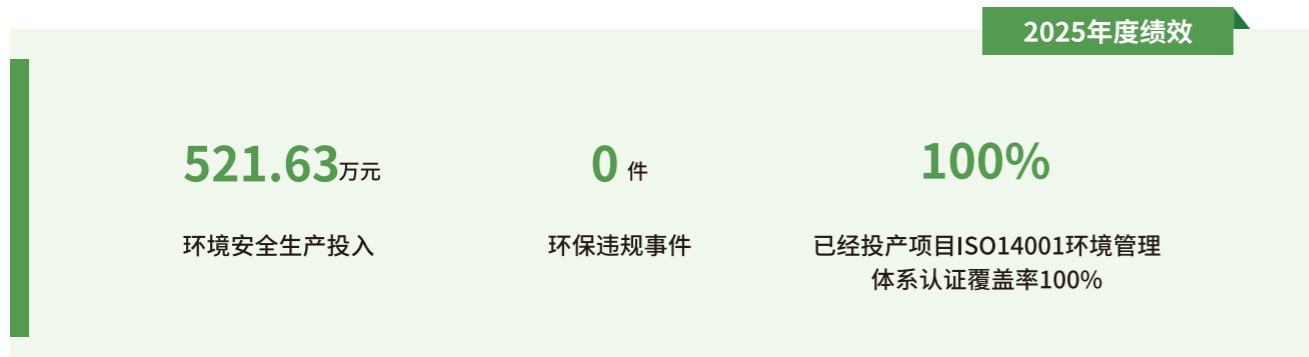 2025年度绩效
521.63万元
环境安全生产投入
0 件
环保违规事件
100%
已经投产项目ISO14001环境管理
体系认证覆盖率100%